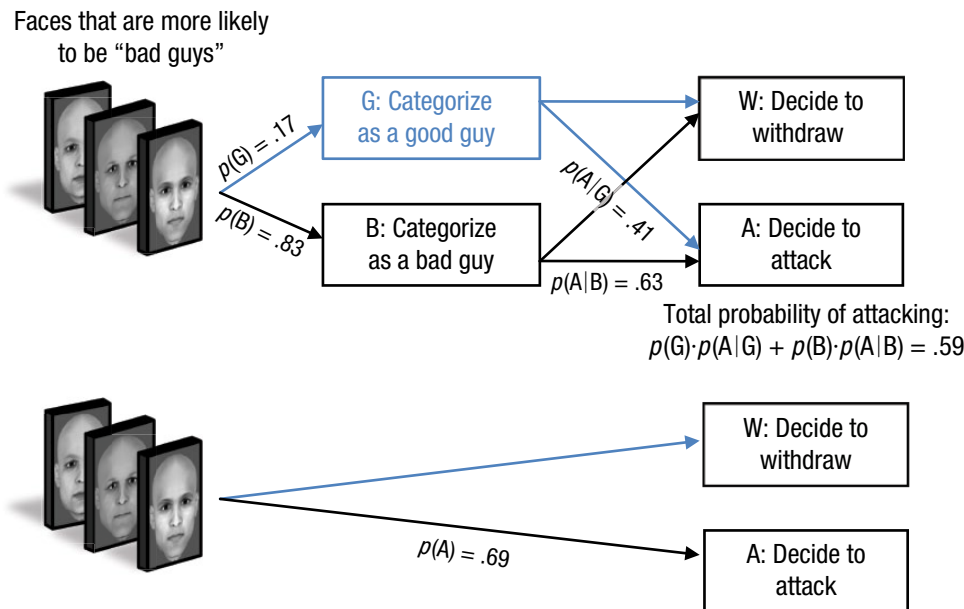 Faces that are more likely
to be “bad guys”
G: Categorize
as a good guy
W: Decide to
withdraw
p(G) = .17
p(B) = .83
p(A|G) = .41
B: Categorize
as a bad guy
A: Decide to
attack
p(A|B) = .63
Total probability of attacking:
p(G)·p(A|G) + p(B)·p(A|B) = .59
W: Decide to
withdraw
p(A) = .69
A: Decide to
attack